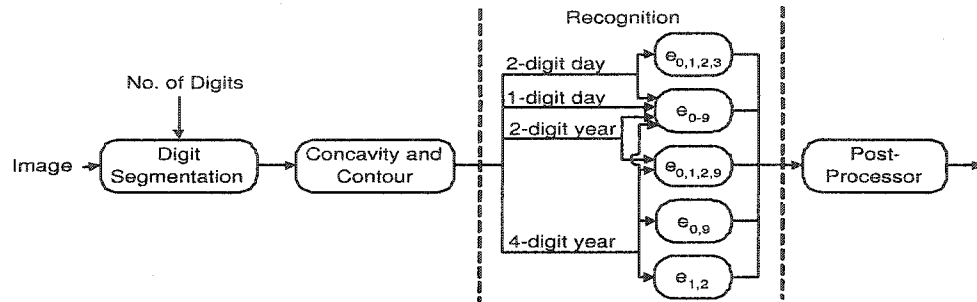 Recognition
No. of Digits
Image
Digit
Segmentation
Concavity and
Contour
2-digit day
1-digit day
2-digit year
4-digit year
e0,1,2,3
e0-9
e0,1,2,9
e0,9
e1,2
Post-
Processor